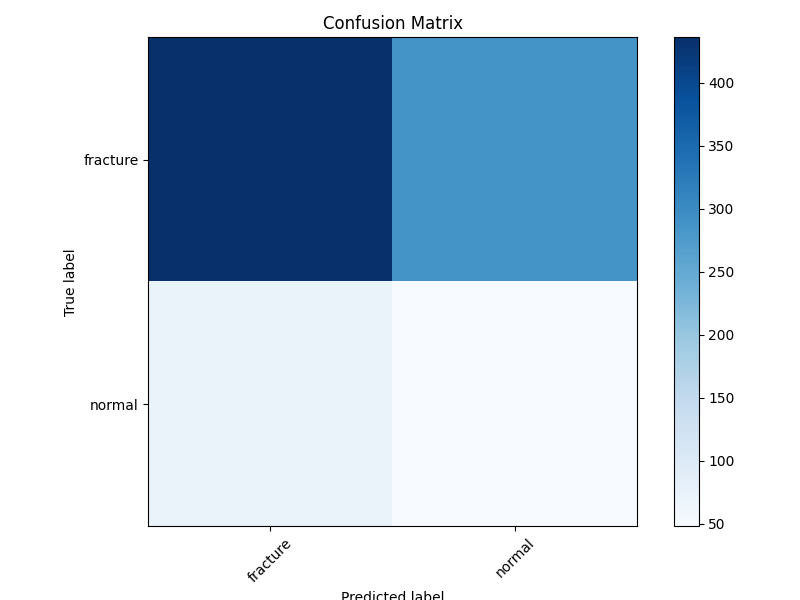 Confusion Matrix
True label
fracture
normal
fracture
normal
Predicted label
400
350
300
250
200
150
100
50